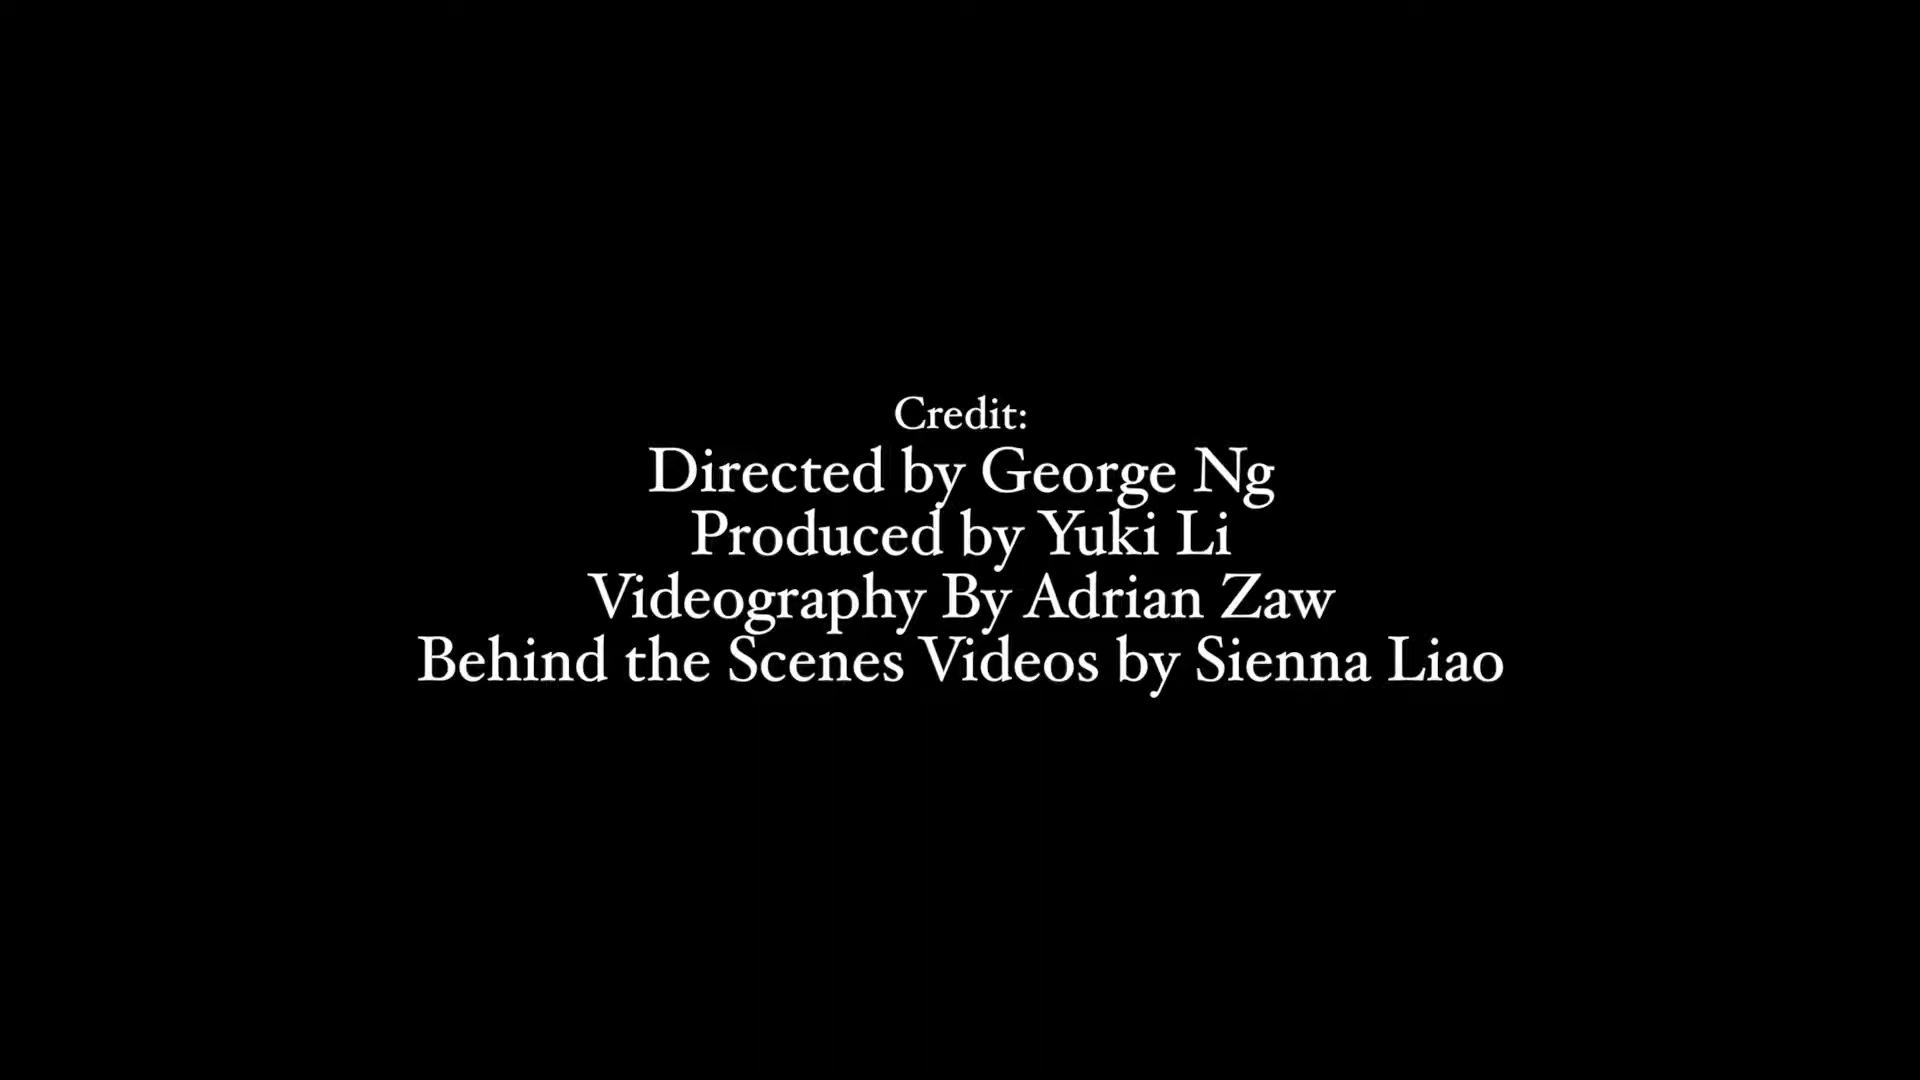 Credit:
Directed by George Ng
Produced by Yuki Li
Videography By Adrian Zaw
Behind the Scenes Videos by Sienna Liao